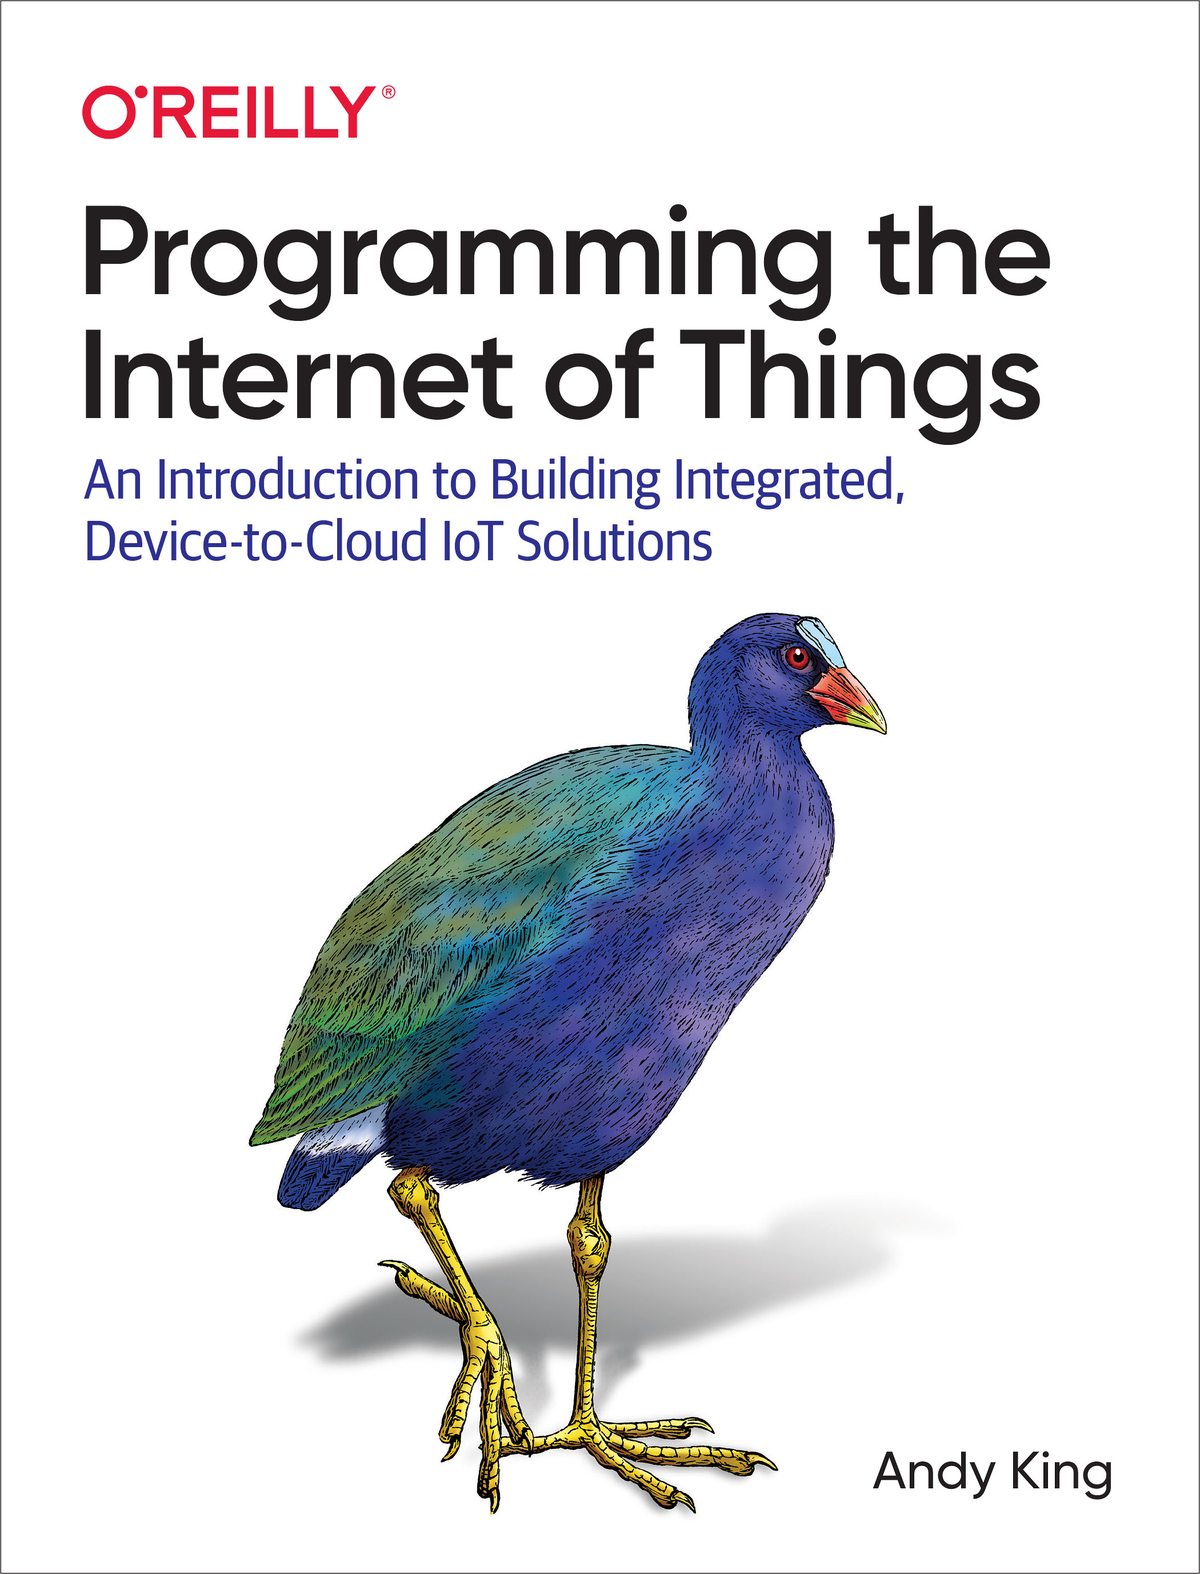 O'REILLY®
Programming the
Internet of Things
An Introduction to Building Integrated,
Device-to-Cloud IoT Solutions
Andy King